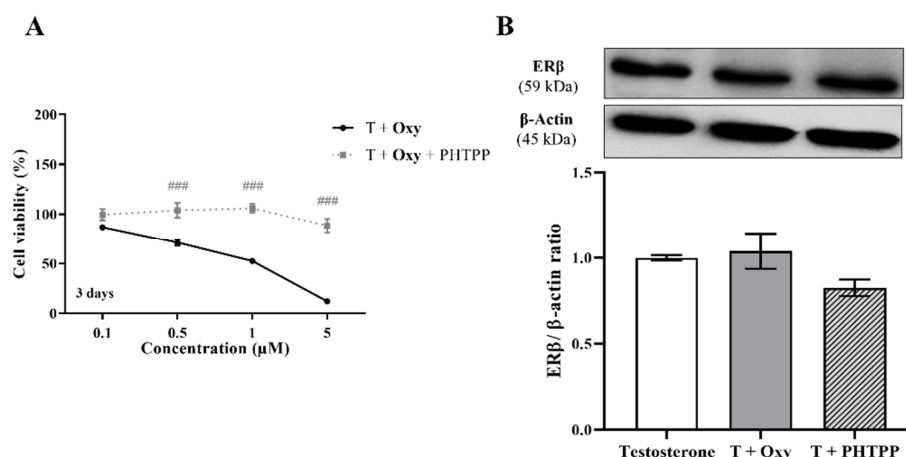 A
200
150
100
50
0
Cell viability (%)
T + Oxy
T + Oxy + PHTPP
###
###
###
3 days
0.1
0.5
1
5
Concentration (µM)
B
ERβ
(59 kDa)
β-Actin
(45 kDa)
1.5
1.0
0.5
0.0
ERβ/ β-actin ratio
Testosterone
T + Oxy
T + PHTPP